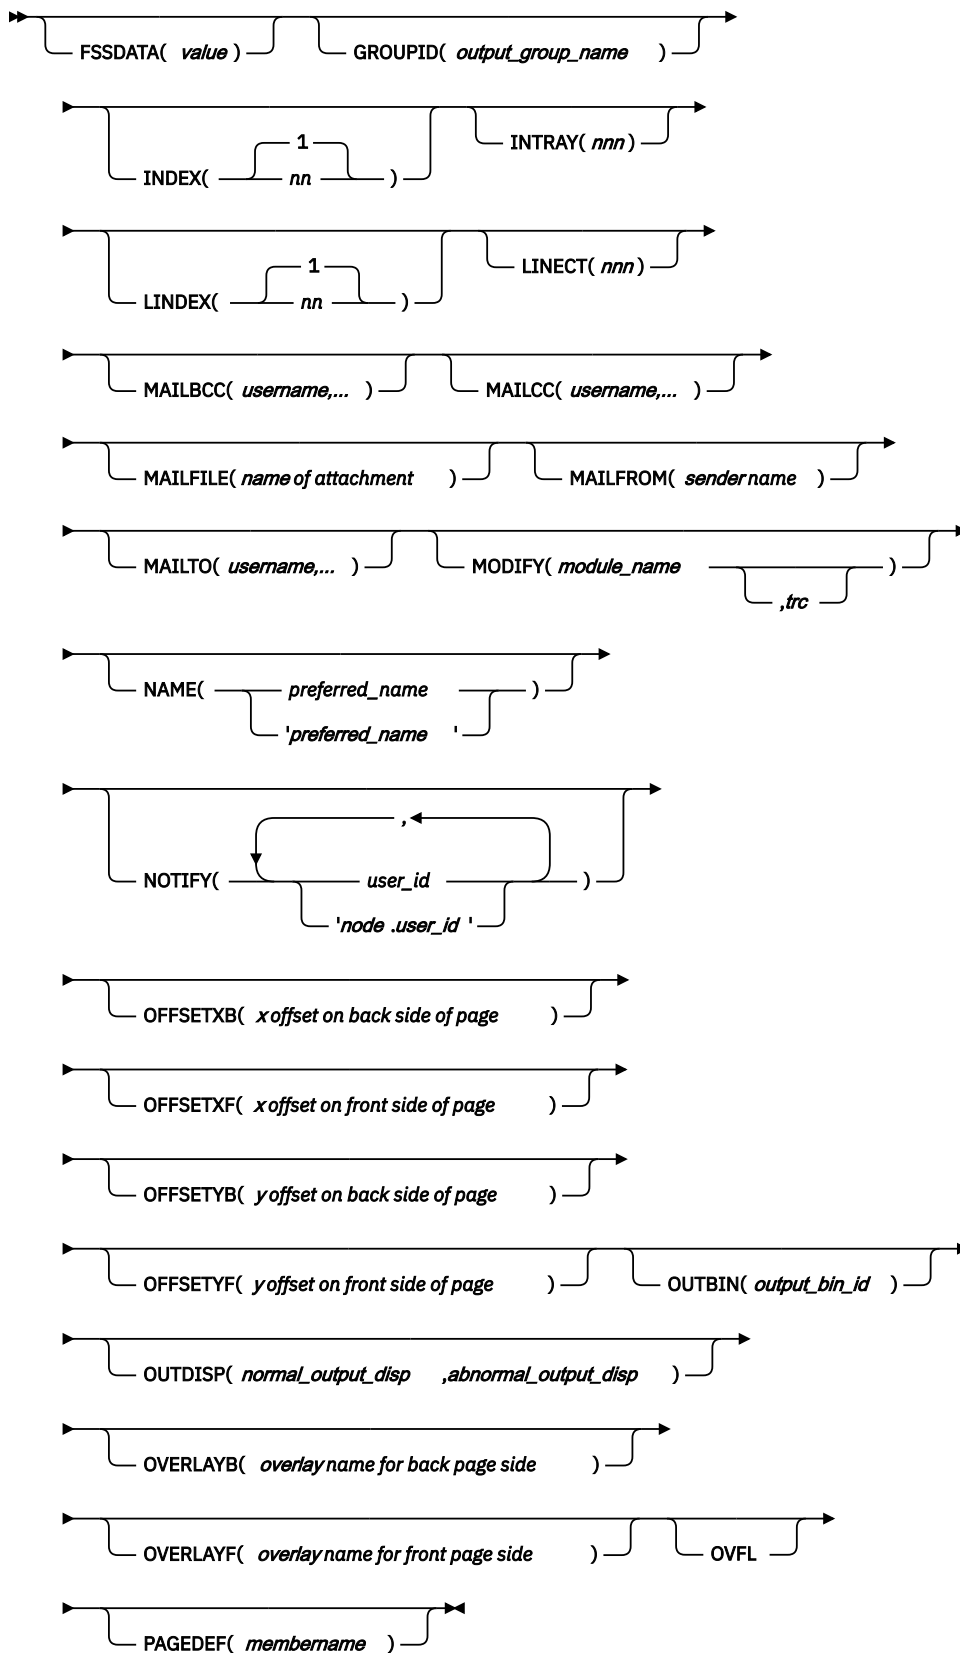 FSSDATA( value ) GROUPID( output_group_name )
1
INDEX( nn ) INTRAY( nnn )
1
LINDEX( nn ) LINECT( nnn )
MAILBCC( username,... ) MAILCC( username,... )
MAILFILE( name of attachment ) MAILFROM( sender name )
MAILTO( username,... ) MODIFY( module_name )
,trc
NAME( preferred_name )
'preferred_name '
,
NOTIFY( user_id )
'node .user_id '
OFFSETXB( x offset on back side of page )
OFFSETXF( x offset on front side of page )
OFFSETYB( y offset on back side of page )
OFFSETYF( y offset on front side of page ) OUTBIN( output_bin_id )
OUTDISP( normal_output_disp ,abnormal_output_disp )
OVERLAYB( overlay name for back page side )
OVERLAYF( overlay name for front page side ) OVFL
PAGEDEF( membername )